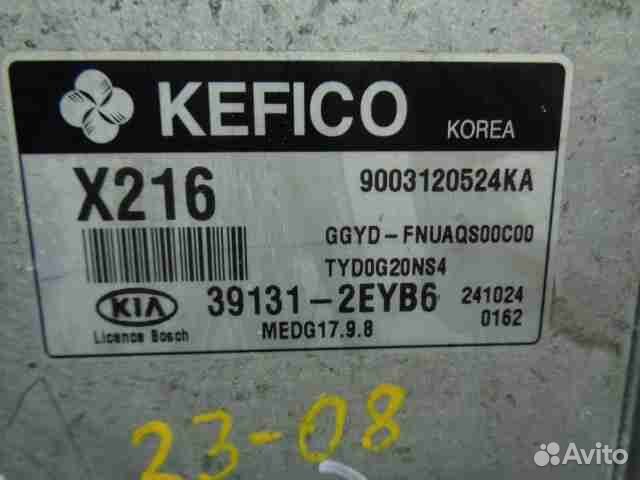 KEFICO KOREA
X216 9003120524KA
GGYD-FNUAQS00C00
TYD0G20NS4
KIA 39131-2EYB6 241024
Licence Bosch MEDG17.9.8 0162
23-08
Avito